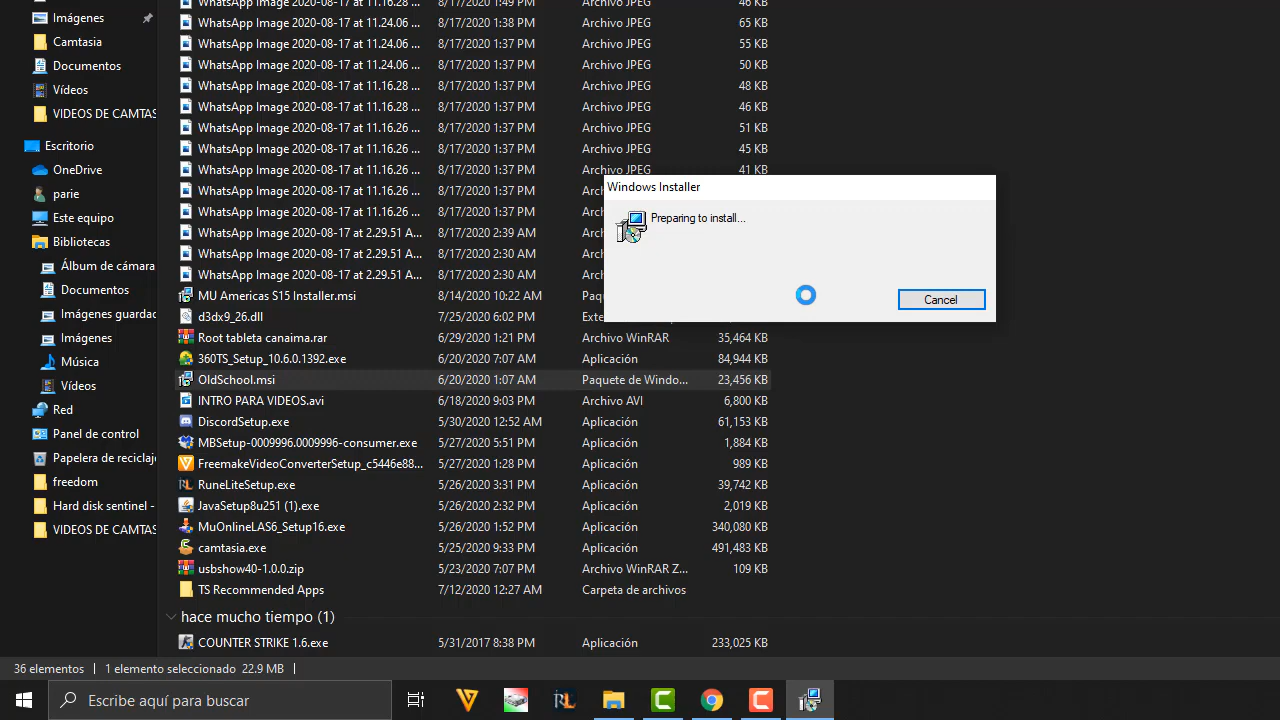 Imágenes
Camtasia
Documentos
Vídeos
VIDEOS DE CAMTAS
Escritorio
OneDrive
parie
Este equipo
Bibliotecas
Álbum de cámara
Documentos
Imágenes guardad
Imágenes
Música
Vídeos
Red
Panel de control
Papelera de reciclaje
freedom
Hard disk sentinel -
VIDEOS DE CAMTAS
WhatsApp Image 2020-08-17 at 11.16.28 ... 8/17/2020 1:49 PM Archivo JPEG 46 KB
WhatsApp Image 2020-08-17 at 11.24.06 ... 8/17/2020 1:38 PM Archivo JPEG 65 KB
WhatsApp Image 2020-08-17 at 11.24.06 ... 8/17/2020 1:37 PM Archivo JPEG 55 KB
WhatsApp Image 2020-08-17 at 11.24.06 ... 8/17/2020 1:37 PM Archivo JPEG 50 KB
WhatsApp Image 2020-08-17 at 11.16.28 ... 8/17/2020 1:37 PM Archivo JPEG 48 KB
WhatsApp Image 2020-08-17 at 11.16.28 ... 8/17/2020 1:37 PM Archivo JPEG 46 KB
WhatsApp Image 2020-08-17 at 11.16.26 ... 8/17/2020 1:37 PM Archivo JPEG 51 KB
WhatsApp Image 2020-08-17 at 11.16.26 ... 8/17/2020 1:37 PM Archivo JPEG 45 KB
WhatsApp Image 2020-08-17 at 11.16.26 ... 8/17/2020 1:37 PM Archivo JPEG 41 KB
WhatsApp Image 2020-08-17 at 11.16.26 ... 8/17/2020 1:37 PM
WhatsApp Image 2020-08-17 at 11.16.26 ... 8/17/2020 1:37 PM
WhatsApp Image 2020-08-17 at 2.29.51 A... 8/17/2020 2:39 AM
WhatsApp Image 2020-08-17 at 2.29.51 A... 8/17/2020 2:30 AM
WhatsApp Image 2020-08-17 at 2.29.51 A... 8/17/2020 2:30 AM
MU Americas S15 Installer.msi 8/14/2020 10:22 AM
d3dx9_26.dll 7/25/2020 6:02 PM
Root tableta canaima.rar 6/29/2020 1:21 PM Archivo WinRAR 35,464 KB
360TS_Setup_10.6.0.1392.exe 6/20/2020 7:07 AM Aplicación 84,944 KB
OldSchool.msi 6/20/2020 1:07 AM Paquete de Windo... 23,456 KB
INTRO PARA VIDEOS.avi 6/18/2020 9:03 PM Archivo AVI 6,800 KB
DiscordSetup.exe 5/30/2020 12:52 AM Aplicación 61,153 KB
MBSetup-0009996.0009996-consumer.exe 5/27/2020 5:51 PM Aplicación 1,884 KB
FreemakeVideoConverterSetup_c5446e88... 5/27/2020 1:28 PM Aplicación 989 KB
RuneLiteSetup.exe 5/26/2020 3:31 PM Aplicación 39,742 KB
JavaSetup8u251 (1).exe 5/26/2020 2:32 PM Aplicación 2,019 KB
MuOnlineLAS6_Setup16.exe 5/26/2020 1:52 PM Aplicación 340,080 KB
camtasia.exe 5/25/2020 9:33 PM Aplicación 491,483 KB
usbshow40-1.0.0.zip 5/23/2020 7:07 PM Archivo WinRAR Z... 109 KB
TS Recommended Apps 7/12/2020 12:27 AM Carpeta de archivos
hace mucho tiempo (1)
COUNTER STRIKE 1.6.exe 5/31/2017 8:38 PM Aplicación 233,025 KB
Windows Installer
Preparing to install...
Cancel
36 elementos 1 elemento seleccionado 22.9 MB
Escribe aquí para buscar